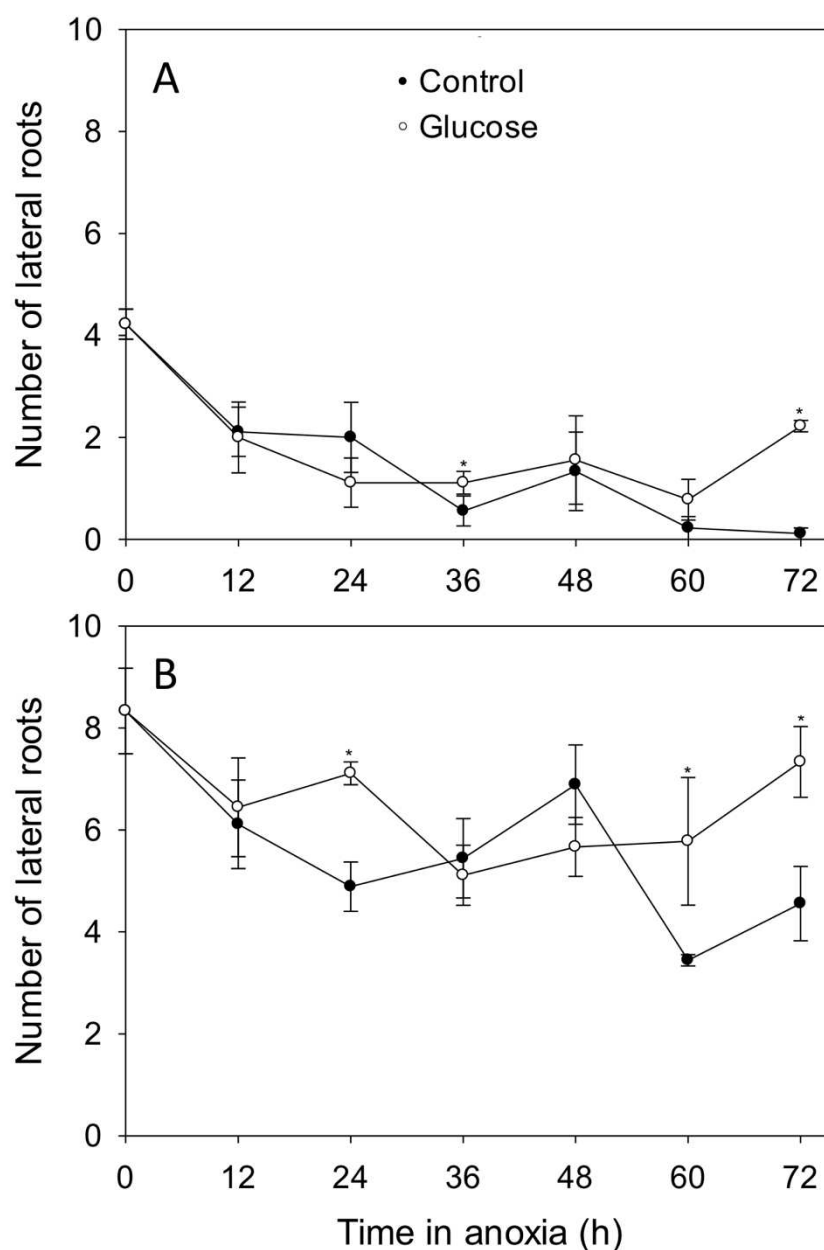 10
A
Control
Glucose
8
6
4
2
0
*
*
0 12 24 36 48 60 72
Number of lateral roots
10
B
8
6
4
2
0
*
*
*
0 12 24 36 48 60 72
Number of lateral roots
Time in anoxia (h)